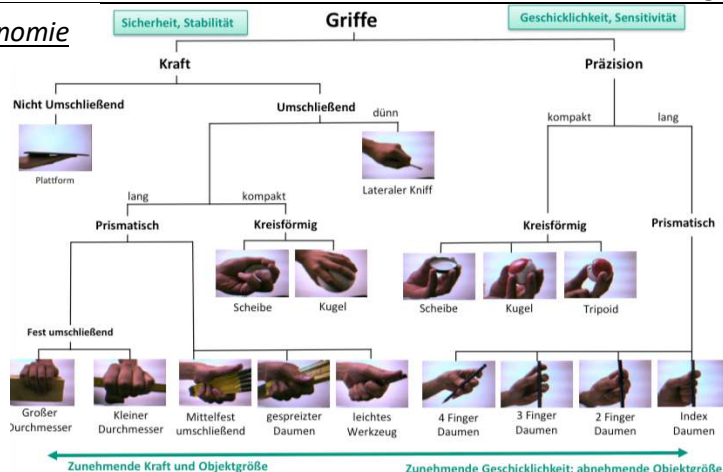 nomie
Sicherheit, Stabilität
Griffe
Geschicklichkeit, Sensitivität
Kraft
Präzision
Nicht Umschließend
Umschließend
dünn
kompakt
lang
Plattform
Lateraler Kniff
lang
kompakt
Prismatisch
Kreisförmig
Kreisförmig
Prismatisch
Scheibe
Kugel
Scheibe
Kugel
Tripoid
Fest umschließend
Großer
Durchmesser
Kleiner
Durchmesser
Mittelfest
umschließend
gespreizter
Daumen
leichtes
Werkzeug
4 Finger
Daumen
3 Finger
Daumen
2 Finger
Daumen
Index
Daumen
Zunehmende Kraft und Objektgröße
Zunehmende Geschicklichkeit; abnehmende Objektgröße